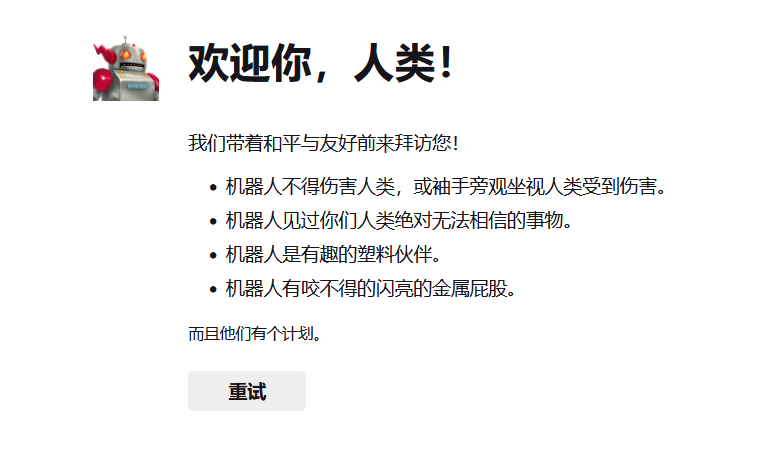 欢迎你，人类！
我们带着和平与友好前来拜访您！
• 机器人不得伤害人类，或袖手旁观坐视人类受到伤害。
• 机器人见过你们人类绝对无法相信的事物。
• 机器人是有趣的塑料伙伴。
• 机器人有咬不得的闪亮的金属屁股。
而且他们有个计划。
重试